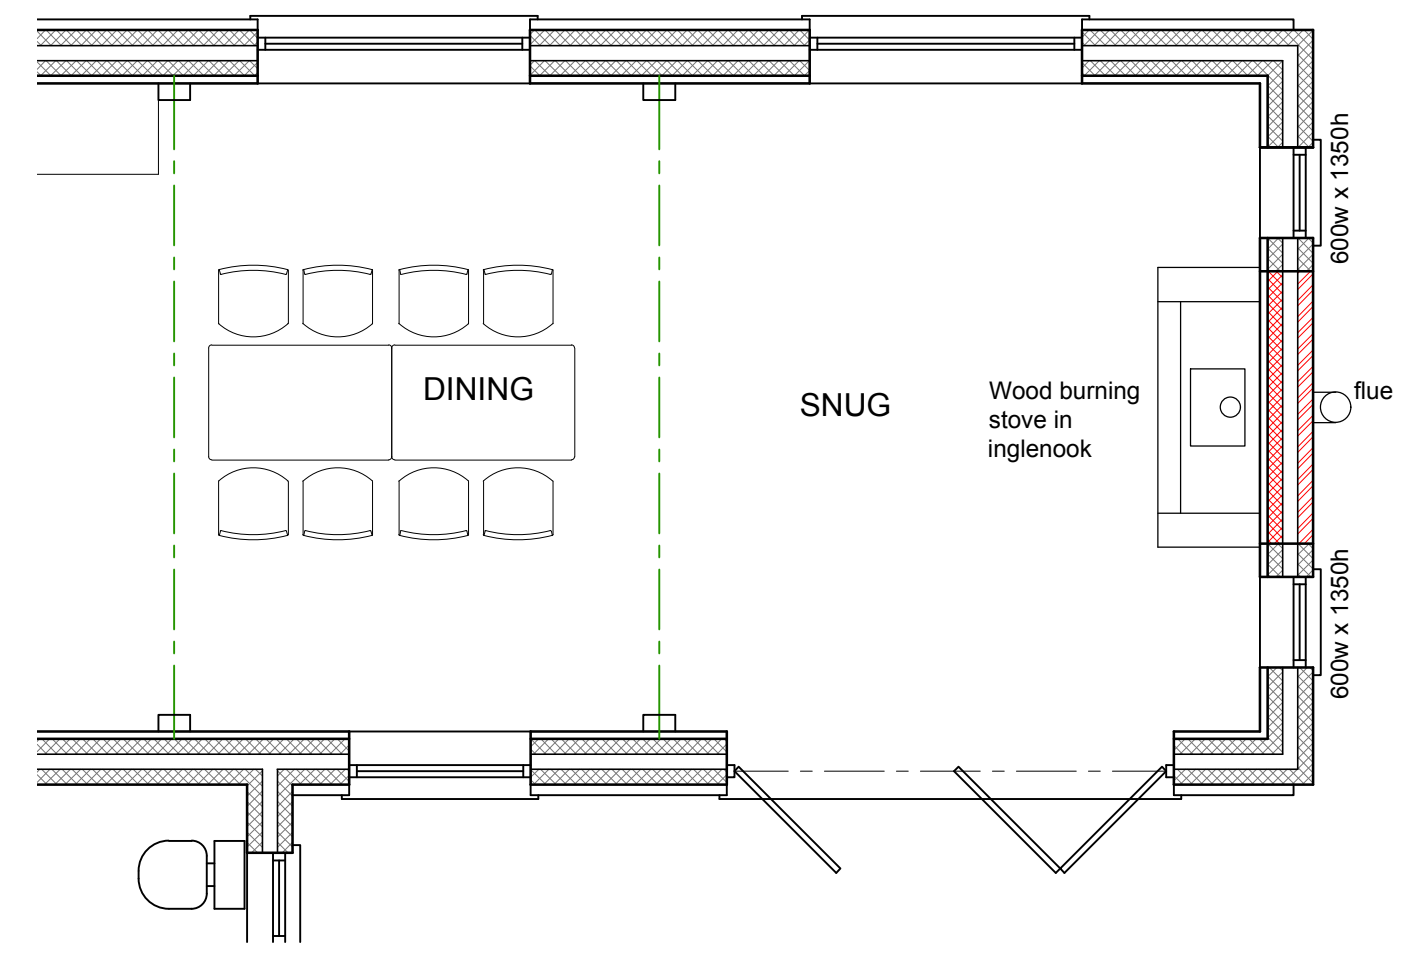 600w x 1350h
DINING
SNUG
Wood burning
stove in
inglenook
flue
600w x 1350h